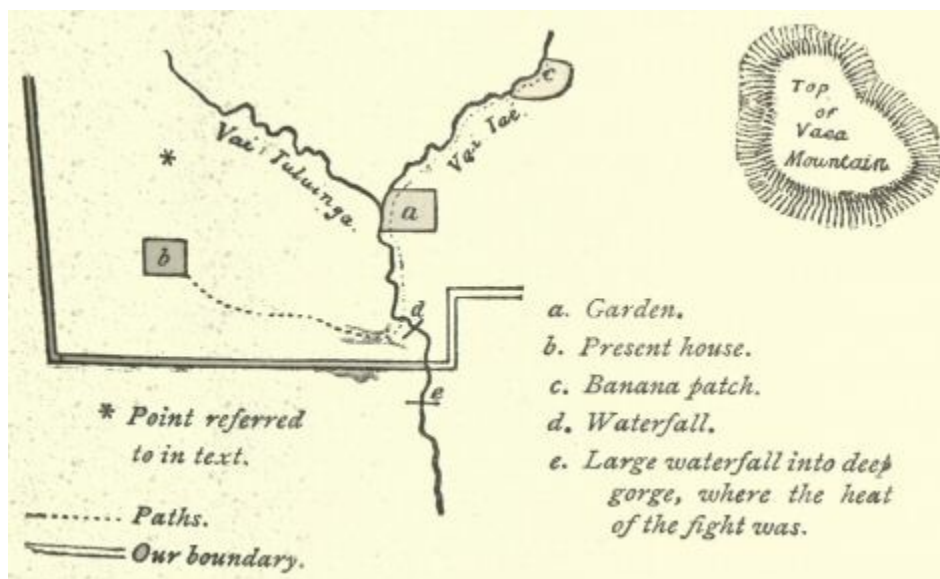 c
Top
of
Vaea
Mountain
Vai Tuluinga.
Vai Iae.
a
b
d
e
a. Garden.
b. Present house.
c. Banana patch.
d. Waterfall.
e. Large waterfall into deep
gorge, where the heat
of the fight was.
* Point referred
to in text.
Paths.
Our boundary.